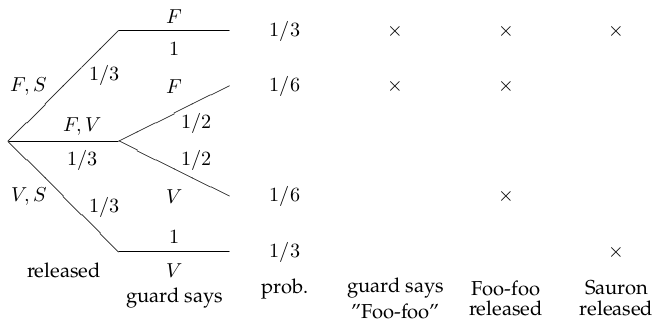 F
1/3 × × ×
1
F, S
1/3
F
1/6 × ×
F, V
1/2
1/3
1/2
V, S
1/3
V
1/6 ×
1
1/3 ×
V
released
guard says
prob.
guard says
"Foo-foo"
Foo-foo
released
Sauron
released